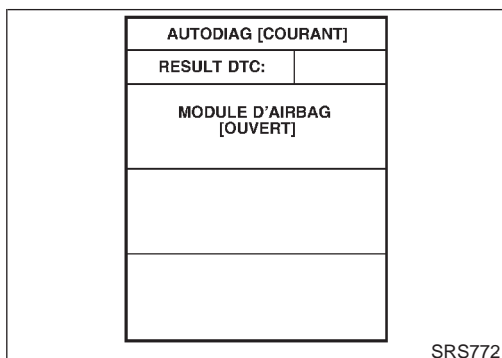 AUTODIAG [COURANT]
RESULT DTC:
MODULE D'AIRBAG
[OUVERT]
SRS772